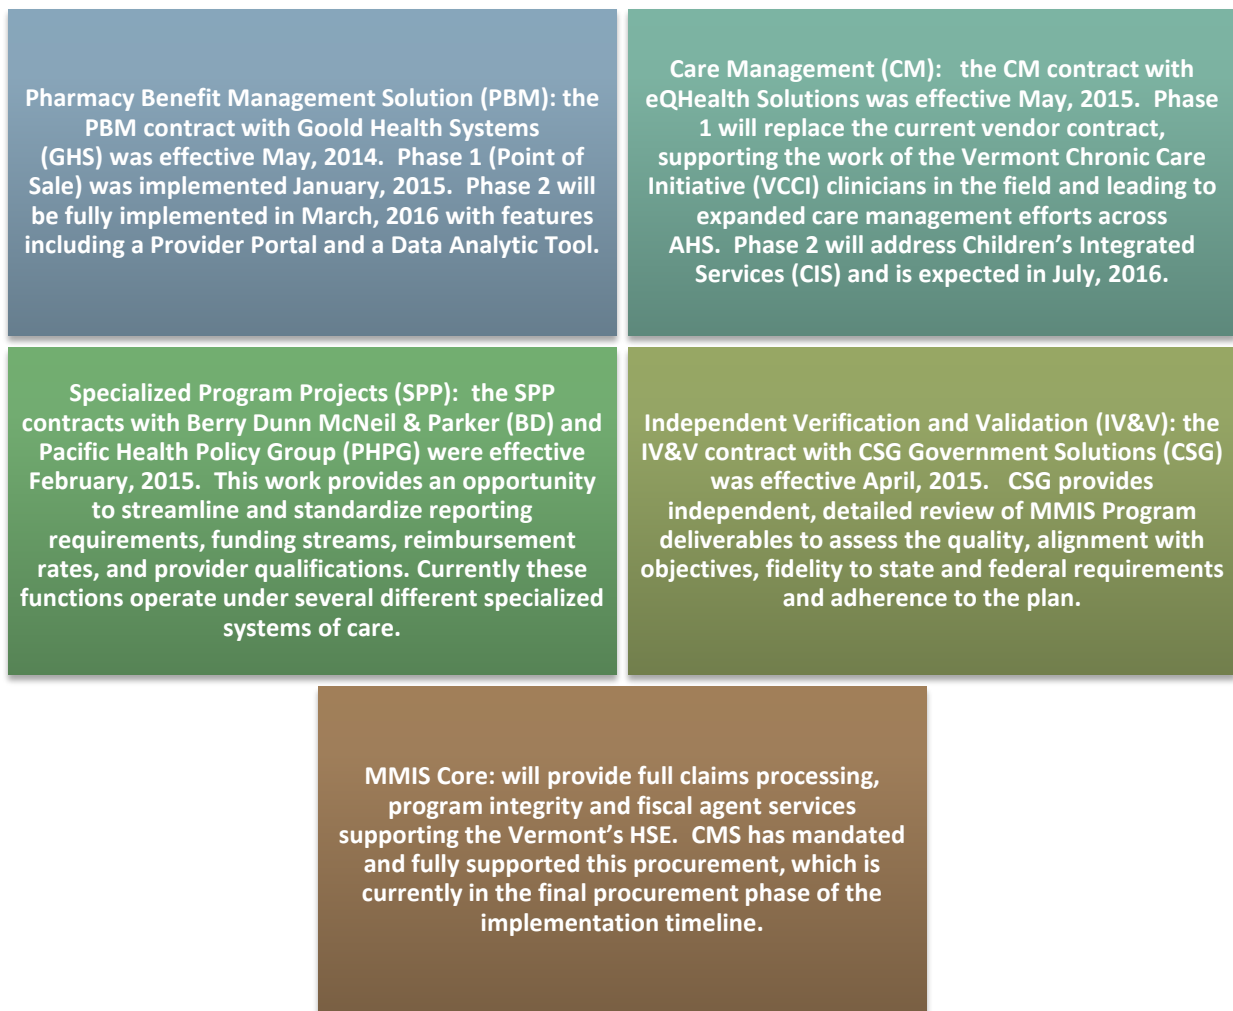 Pharmacy Benefit Management Solution (PBM): the
PBM contract with Goold Health Systems
(GHS) was effective May, 2014.  Phase 1 (Point of
Sale) was implemented January, 2015.  Phase 2 will
be fully implemented in March, 2016 with features
including a Provider Portal and a Data Analytic Tool.
Care Management (CM):   the CM contract with
eQHealth Solutions was effective May, 2015.  Phase
1 will replace the current vendor contract,
supporting the work of the Vermont Chronic Care
Initiative (VCCI) clinicians in the field and leading to
expanded care management efforts across
AHS.  Phase 2 will address Children’s Integrated
Services (CIS) and is expected in July, 2016.
Specialized Program Projects (SPP):  the SPP
contracts with Berry Dunn McNeil & Parker (BD) and
Pacific Health Policy Group (PHPG) were effective
February, 2015.  This work provides an opportunity
to streamline and standardize reporting
requirements, funding streams, reimbursement
rates, and provider qualifications. Currently these
functions operate under several different specialized
systems of care.
Independent Verification and Validation (IV&V): the
IV&V contract with CSG Government Solutions (CSG)
was effective April, 2015.   CSG provides
independent, detailed review of MMIS Program
deliverables to assess the quality, alignment with
objectives, fidelity to state and federal requirements
and adherence to the plan.
MMIS Core: will provide full claims processing,
program integrity and fiscal agent services
supporting the Vermont’s HSE.  CMS has mandated
and fully supported this procurement, which is
currently in the final procurement phase of the
implementation timeline.